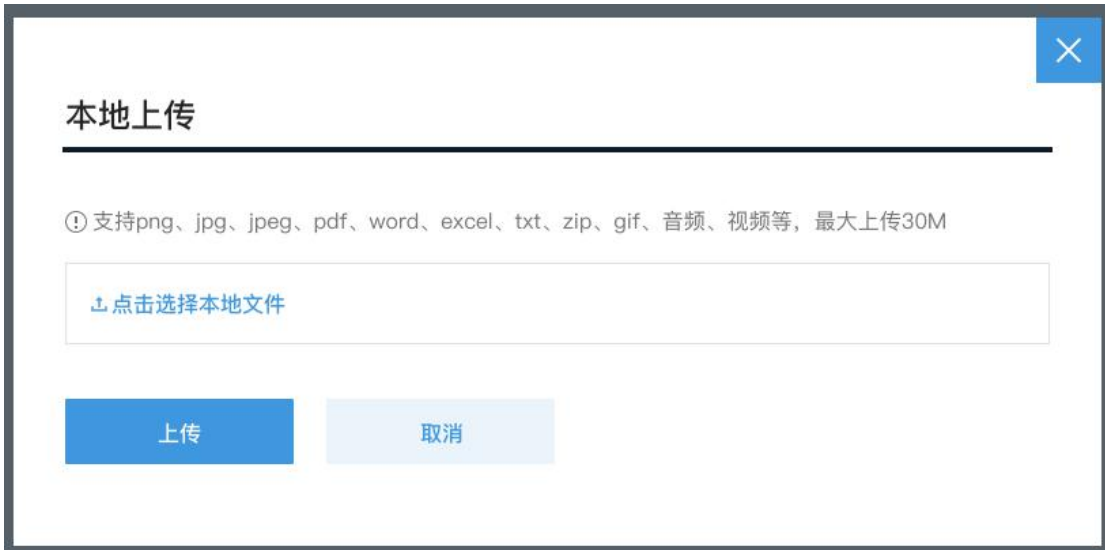 本地上传
支持png、jpg、jpeg、pdf、word、excel、txt、zip、gif、音频、视频等，最大上传30M
点击选择本地文件
上传
取消